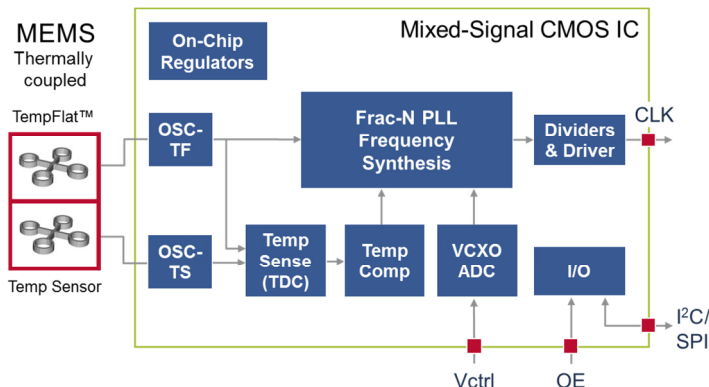 MEMS
Thermally
coupled
TempFlat™
Temp Sensor
Mixed-Signal CMOS IC
On-Chip
Regulators
OSC-
TF
Frac-N PLL
Frequency
Synthesis
Dividers
& Driver
CLK
OSC-
TS
Temp
Sense
(TDC)
Temp
Comp
VCXO
ADC
I/O
I²C/
SPI
Vctrl
OE